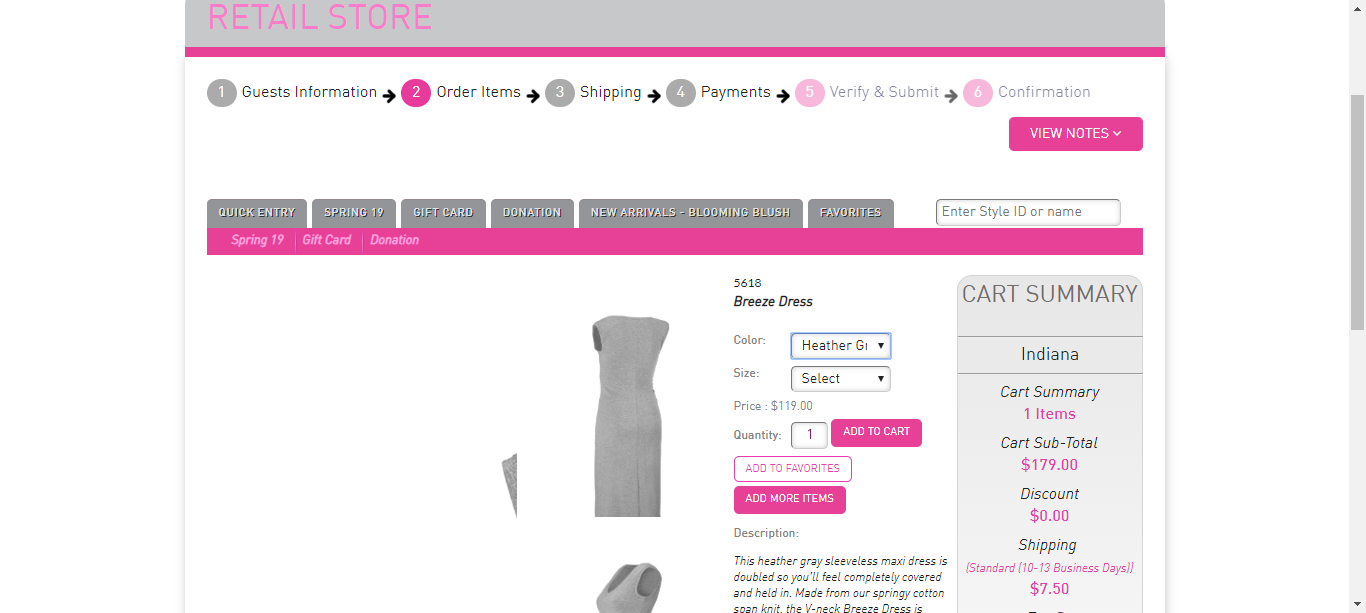 RETAIL STORE
1 Guests Information 2 Order Items 3 Shipping 4 Payments 5 Verify & Submit 6 Confirmation
VIEW NOTES
QUICK ENTRY SPRING 19 GIFT CARD DONATION NEW ARRIVALS - BLOOMING BLUSH FAVORITES Enter Style ID or name
Spring 19 Gift Card Donation
5618
Breeze Dress
Color: Heather Gr
Size: Select
Price : $119.00
Quantity: 1 ADD TO CART
ADD TO FAVORITES
ADD MORE ITEMS
Description:
This heather gray sleeveless maxi dress is
doubled so you'll feel completely covered
and held in. Made from our springy cotton
span knit, the V-neck Breeze Dress is
CART SUMMARY
Indiana
Cart Summary
1 Items
Cart Sub-Total
$179.00
Discount
$0.00
Shipping
(Standard (10-13 Business Days))
$7.50